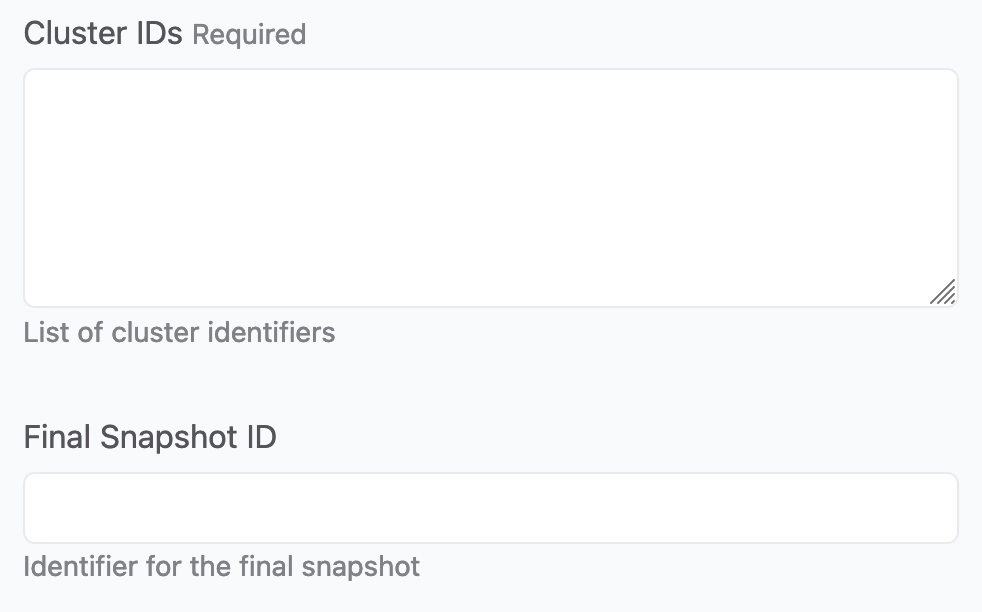 Cluster IDs Required
List of cluster identifiers
Final Snapshot ID
Identifier for the final snapshot